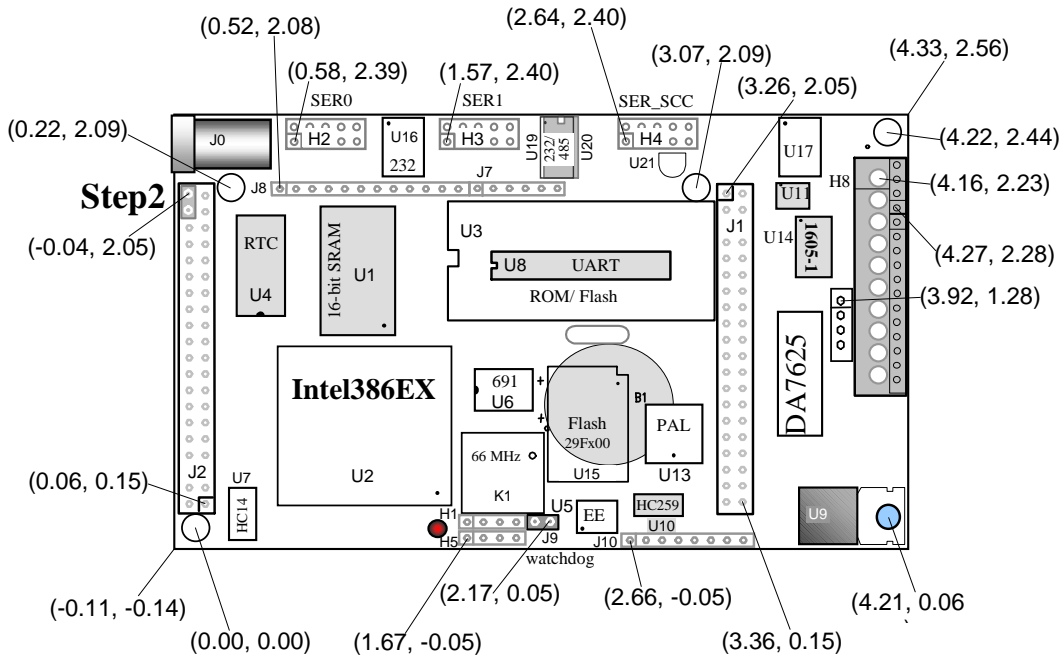 (2.64, 2.40)
(0.52, 2.08)
(4.33, 2.56)
(3.07, 2.09)
(0.58, 2.39)
(1.57, 2.40)
(3.26, 2.05)
SER0
SER1
SER_SCC
(0.22, 2.09)
J0
H2
U16
232
H3
U19
232/
485
U20
H4
U21
U17
(4.22, 2.44)
J8
J7
H8
(4.16, 2.23)
Step2
U11
(-0.04, 2.05)
RTC
U4
16-bit SRAM
U1
U3
U8
UART
ROM/ Flash
J1
U14
1605-1
(4.27, 2.28)
(3.92, 1.28)
Intel386EX
U2
691
U6
+
+
B1
Flash
29Fx00
U15
PAL
U13
DA7625
(0.06, 0.15)
J2
U7
HC14
66 MHz
K1
H1
H5
U5
J9
EE
J10
HC259
U10
U9
watchdog
(-0.11, -0.14)
(2.17, 0.05)
(2.66, -0.05)
(4.21, 0.06
(0.00, 0.00)
(1.67, -0.05)
(3.36, 0.15)